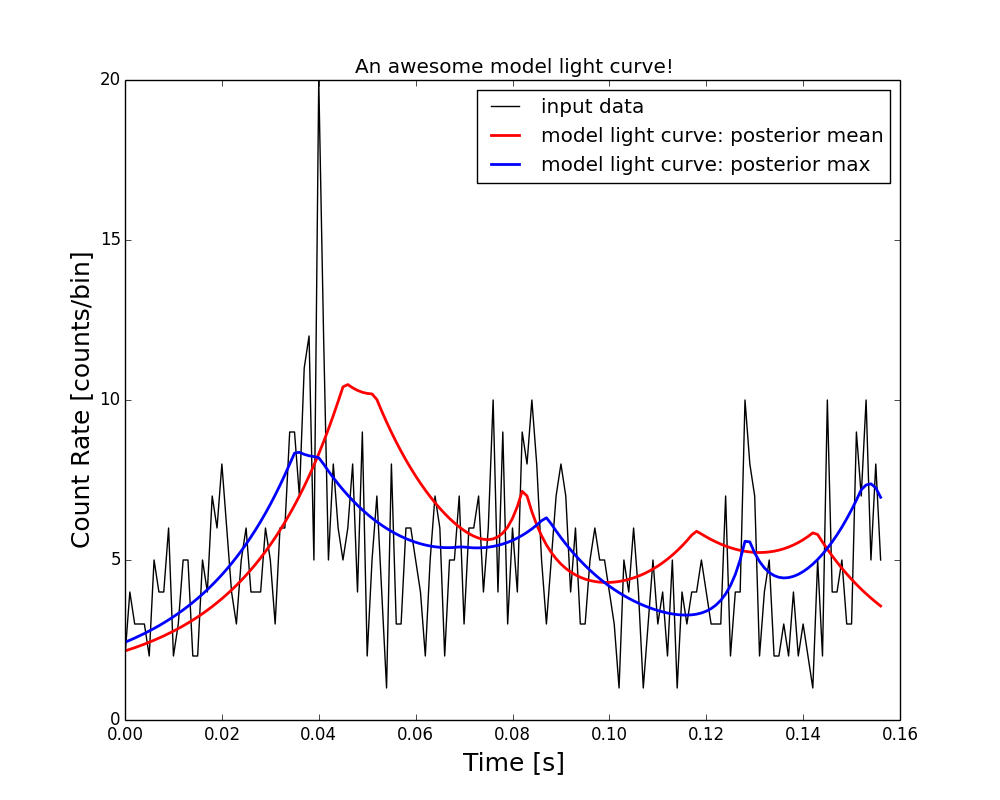 An awesome model light curve!
input data
model light curve: posterior mean
model light curve: posterior max
20
15
10
5
0
Count Rate [counts/bin]
0.00 0.02 0.04 0.06 0.08 0.10 0.12 0.14 0.16
Time [s]